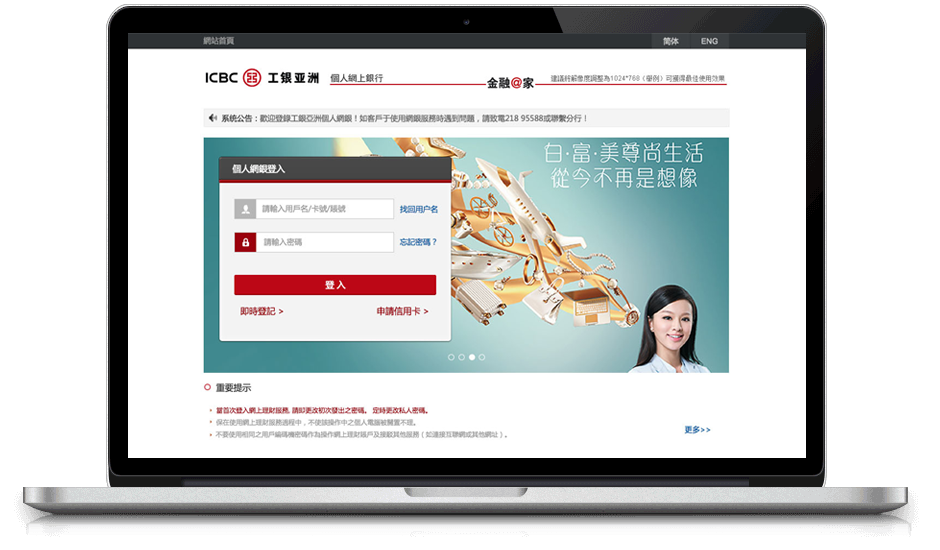 網站首頁
简体
ENG
ICBC 工银亚洲 個人網上銀行
金融@家
建議將解像度調整為1024*768（舉例）可獲得最佳使用效果
系统公告：歡迎登錄工銀亞洲個人網銀！如客戶于使用網銀服務時遇到問題，請致電218 95588或聯繫分行！
白·富·美尊尚生活
從今不再是想像
個人網銀登入
請輸入用戶名/卡號/賬號
找回用户名
請輸入密碼
忘記密碼？
登 入
即時登記 >
申請信用卡 >
重要提示
當首次登入網上理財服務, 請即更改初次發出之密碼。 定時更改私人密碼。
保在使用網上理財服務過程中，不使該操作中之個人電腦被閒置不理。
不要使用相同之用戶編碼機密碼作為操作網上理財賬戶及接駁其他服務（如連接互聯網或其他網址）。
更多>>